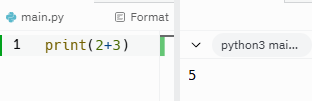 main.py
Format
1 print(2+3)
python3 mai...
5